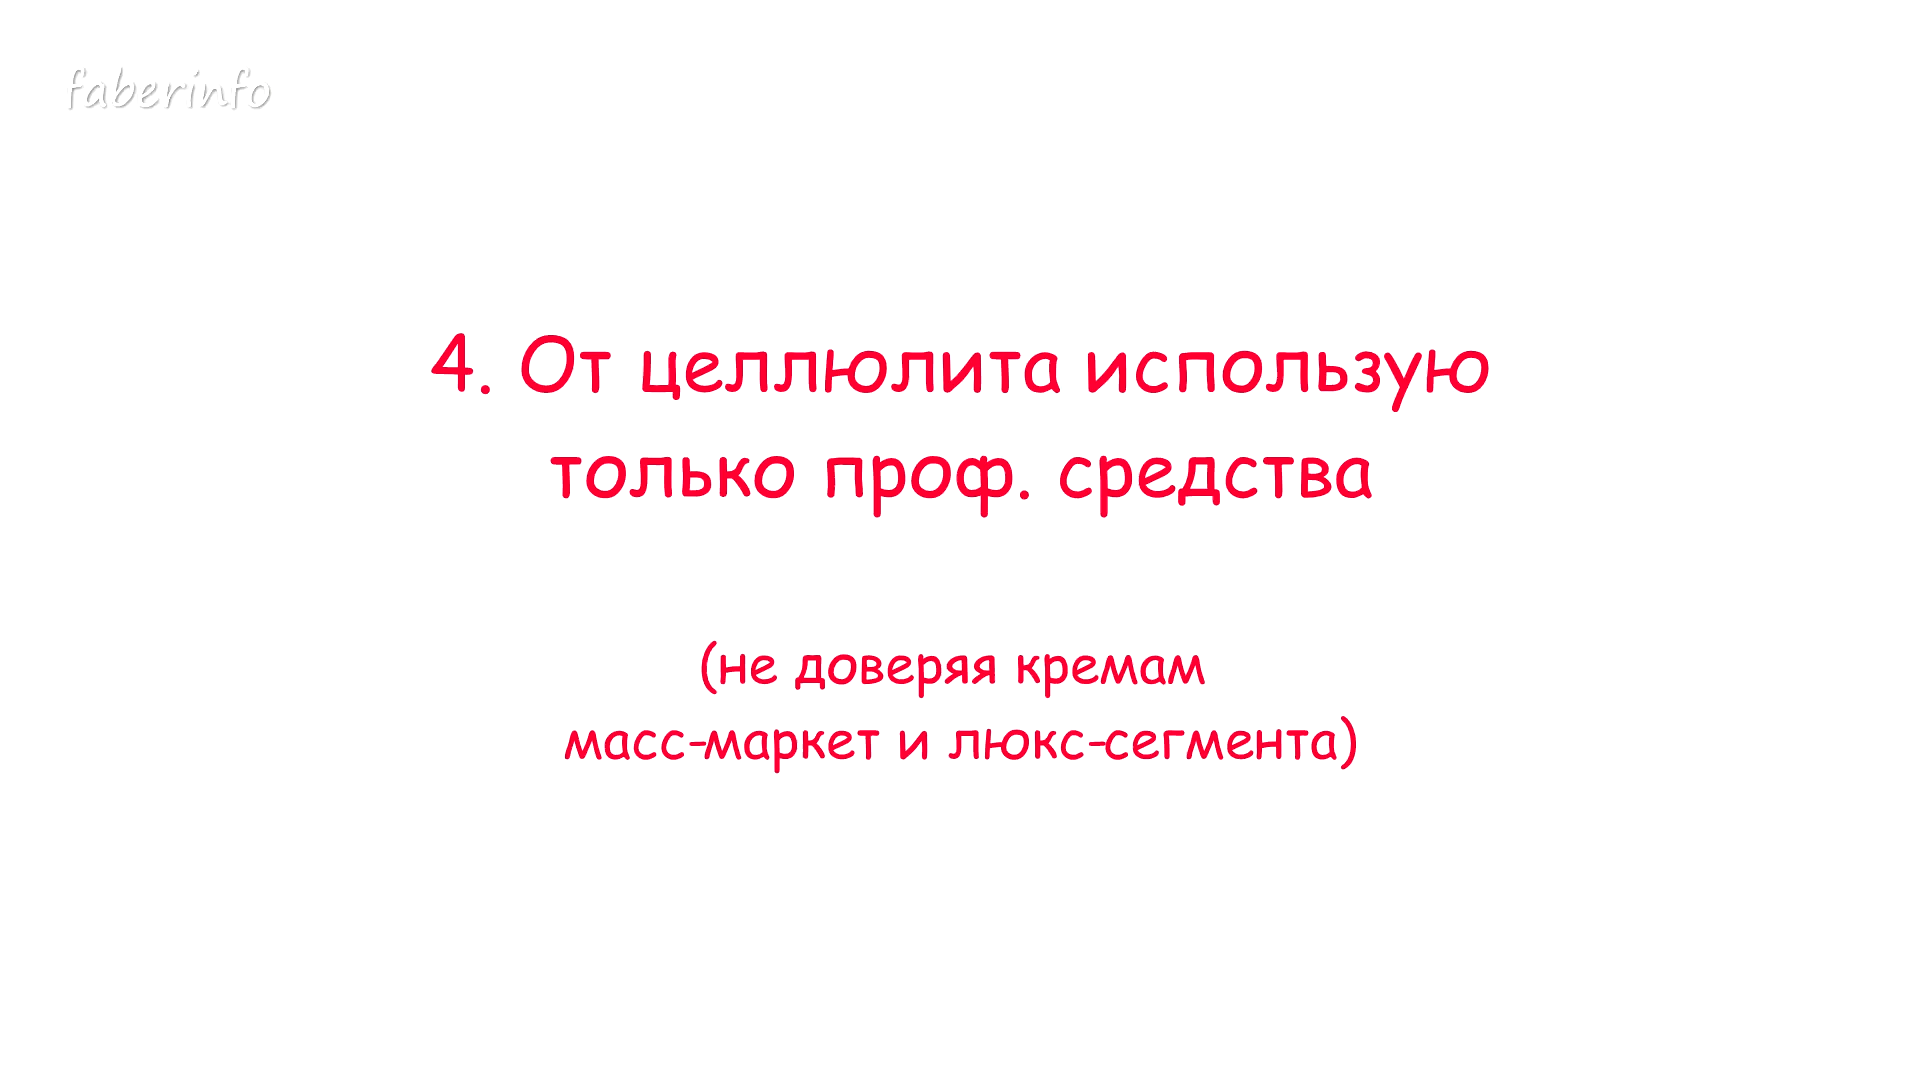 faberinfo
4. От целлюлита использую
только проф. средства
(не доверяя кремам
масс-маркет и люкс-сегмента)